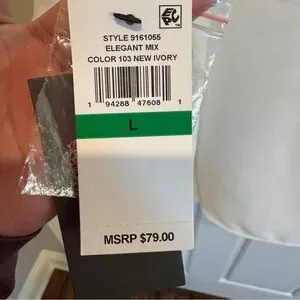 STYLE 9161055
ELEGANT MIX
COLOR 103 NEW IVORY
1 94288 47608 1
L
MSRP $79.00